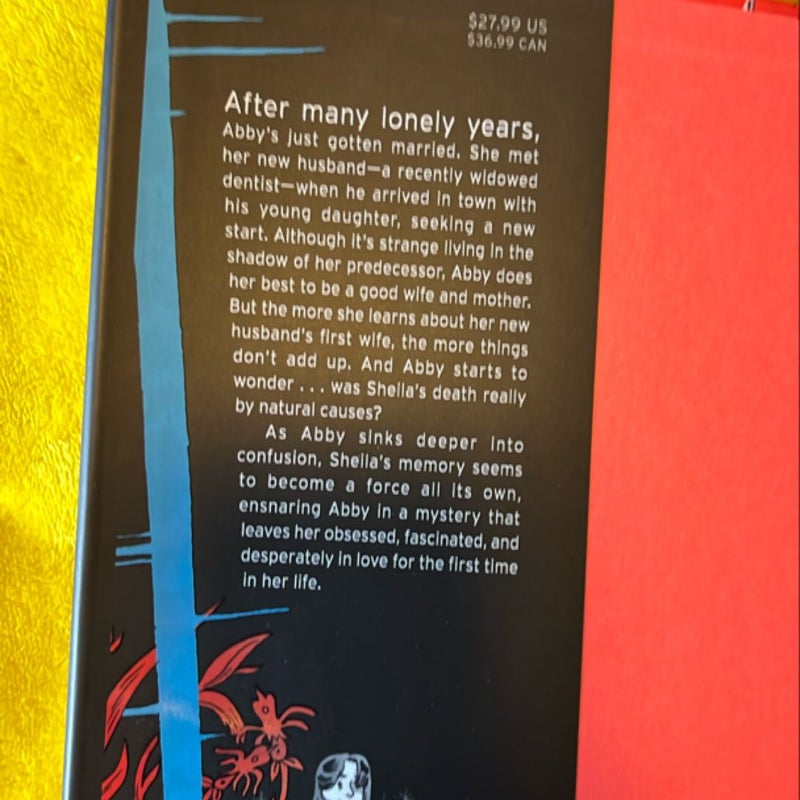 $27.99 US
$36.99 CAN
After many lonely years,
Abby's just gotten married. She met
her new husband—a recently widowed
dentist—when he arrived in town with
his young daughter, seeking a new
start. Although it's strange living in the
shadow of her predecessor, Abby does
her best to be a good wife and mother.
But the more she learns about her new
husband's first wife, the more things
don't add up. And Abby starts to
wonder . . . was Sheila's death really
by natural causes?
As Abby sinks deeper into
confusion, Sheila's memory seems
to become a force all its own,
ensnaring Abby in a mystery that
leaves her obsessed, fascinated, and
desperately in love for the first time
in her life.